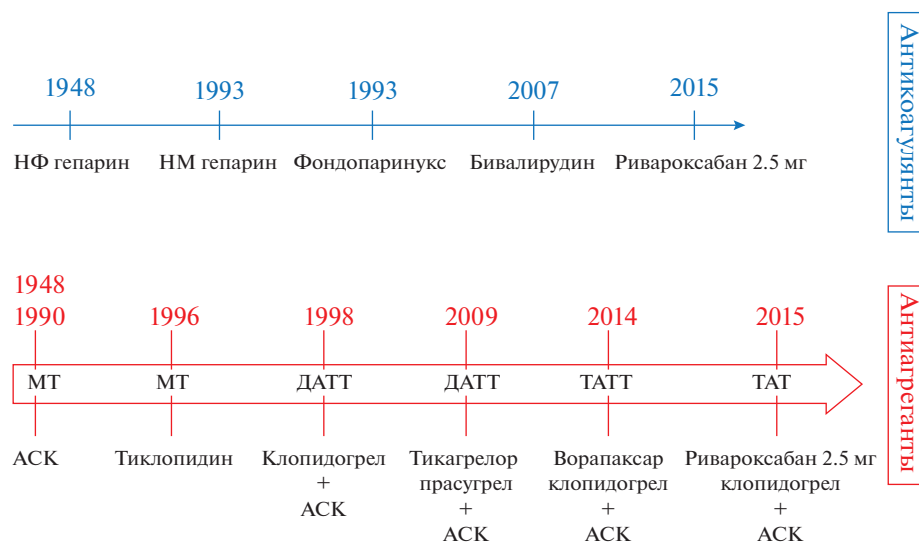 Антикоагулянты
1948 1993 1993 2007 2015
НФ гепарин НМ гепарин Фондопаринукс Бивалирудин Ривароксабан 2.5 мг
Антиагреганты
1948
1990 1996 1998 2009 2014 2015
МТ МТ ДАТТ ДАТТ ТАТТ ТАТ
АСК Тиклопидин Клопидогрел Тикагрелор Ворапаксар Ривароксабан 2.5 мг
+ прасугрел клопидогрел клопидогрел
АСК + + +
АСК АСК АСК